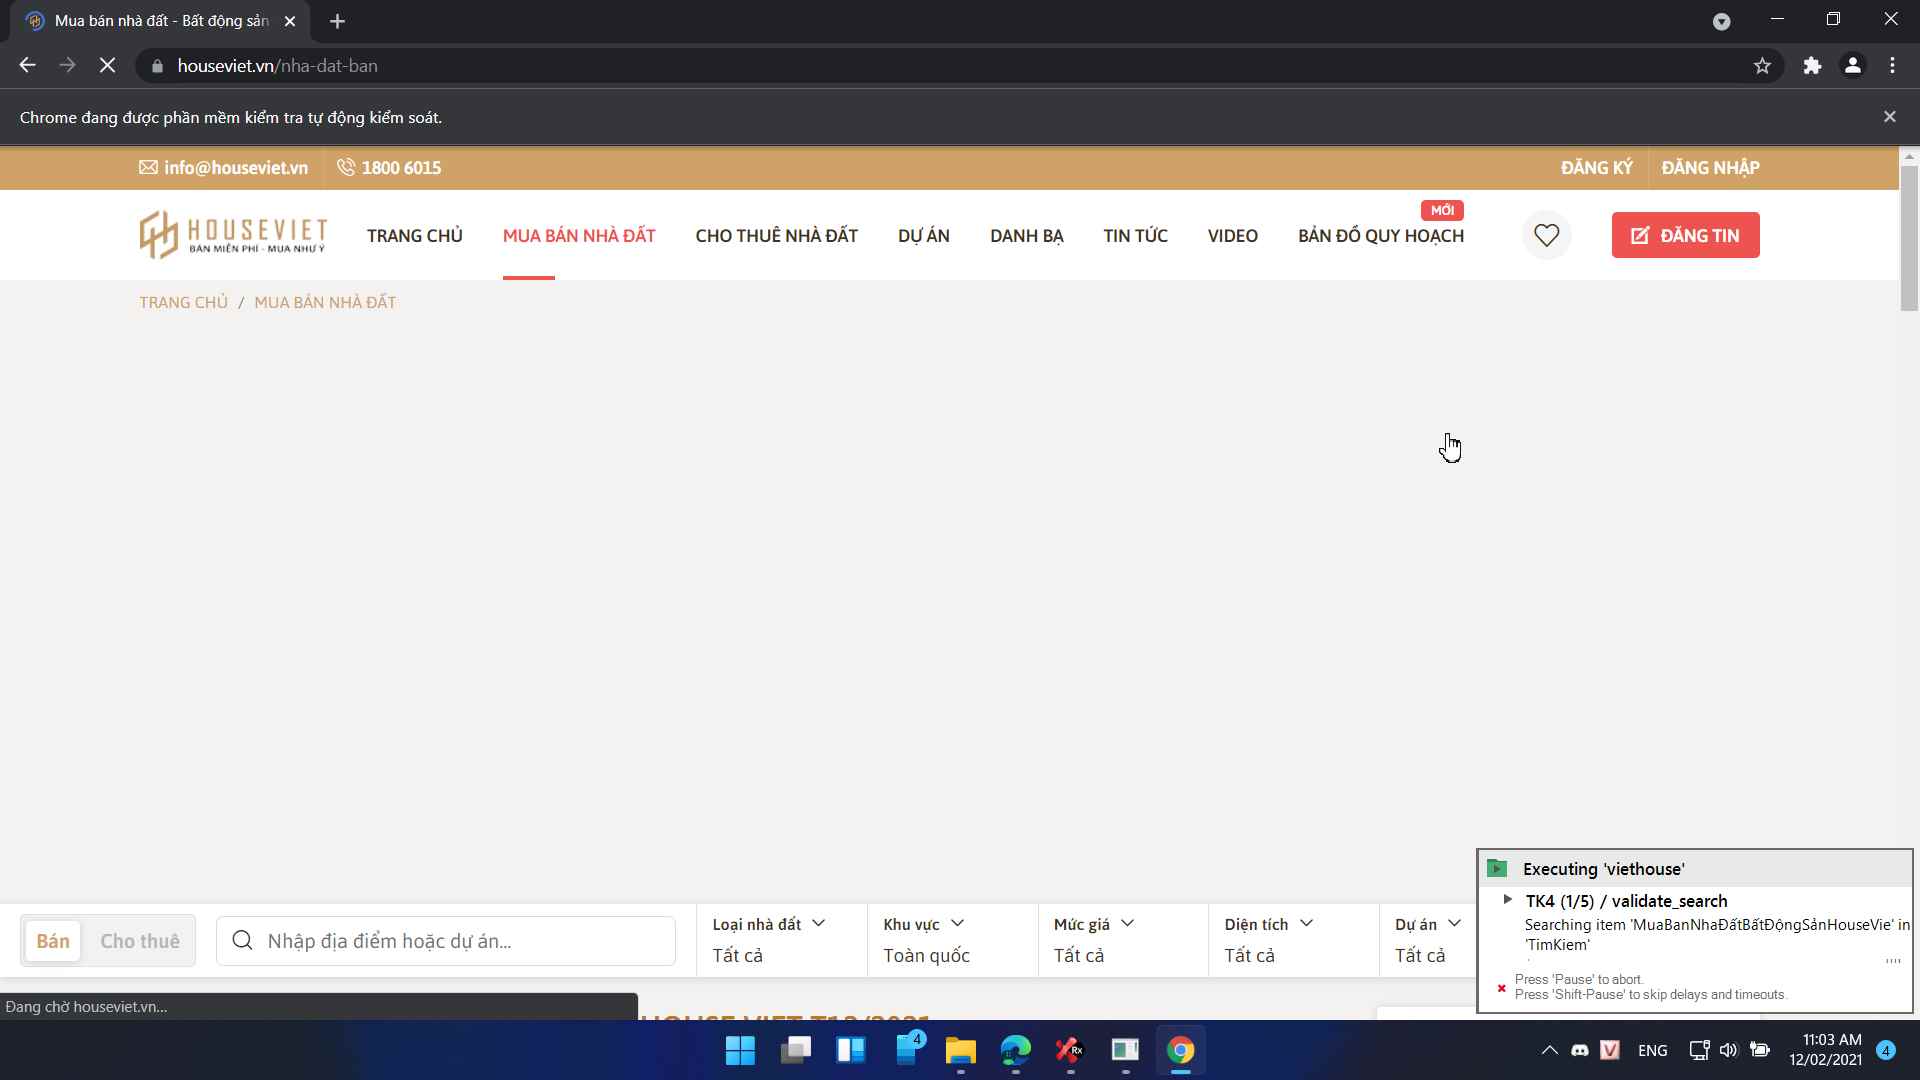 Mua bán nhà đất - Bất động sản
houseviet.vn/nha-dat-ban
Chrome đang được phần mềm kiểm tra tự động kiểm soát.
info@houseviet.vn 1800 6015 ĐĂNG KÝ ĐĂNG NHẬP
MỚI
HOUSEVIET
BÁN MIỄN PHÍ - MUA NHƯ Ý
TRANG CHỦ MUA BÁN NHÀ ĐẤT CHO THUÊ NHÀ ĐẤT DỰ ÁN DANH BẠ TIN TỨC VIDEO BẢN ĐỒ QUY HOẠCH ĐĂNG TIN
TRANG CHỦ / MUA BÁN NHÀ ĐẤT
Executing 'viethouse'
TK4 (1/5) / validate_search
Searching item 'MuaBanNhaĐấtBấtĐộngSảnHouseVie' in
'TimKiem'
Press 'Pause' to abort.
Press 'Shift-Pause' to skip delays and timeouts.
Bán Cho thuê Nhập địa điểm hoặc dự án...
Loại nhà đất Khu vực Mức giá Diện tích Dự án
Tất cả Toàn quốc Tất cả Tất cả Tất cả
Đang chờ houseviet.vn...
HOUSE VIET T12/2021
4
Rx
V
ENG
11:03 AM
12/02/2021
4